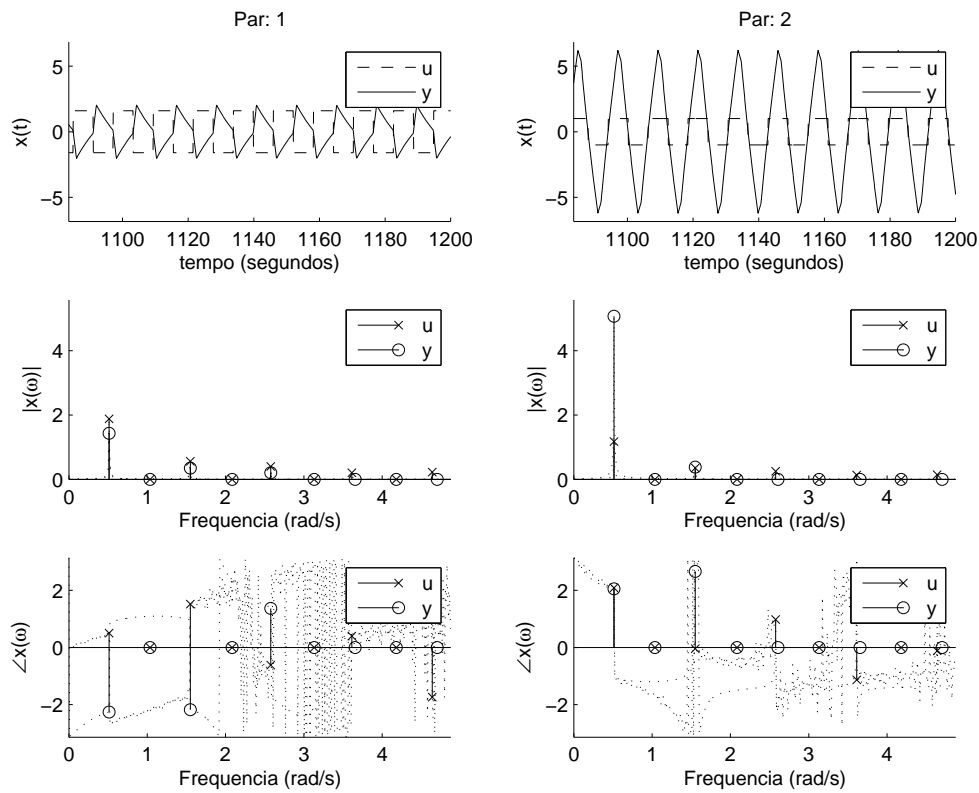 Par: 1
u
y
5
0
−5
x(t)
1100 1120 1140 1160 1180 1200
tempo (segundos)
Par: 2
u
y
5
0
−5
x(t)
1100 1120 1140 1160 1180 1200
tempo (segundos)
u
y
4
2
0
|x(ω)|
0 1 2 3 4
Frequencia (rad/s)
u
y
4
2
0
|x(ω)|
0 1 2 3 4
Frequencia (rad/s)
u
y
2
0
−2
∠x(ω)
0 1 2 3 4
Frequencia (rad/s)
u
y
2
0
−2
∠x(ω)
0 1 2 3 4
Frequencia (rad/s)